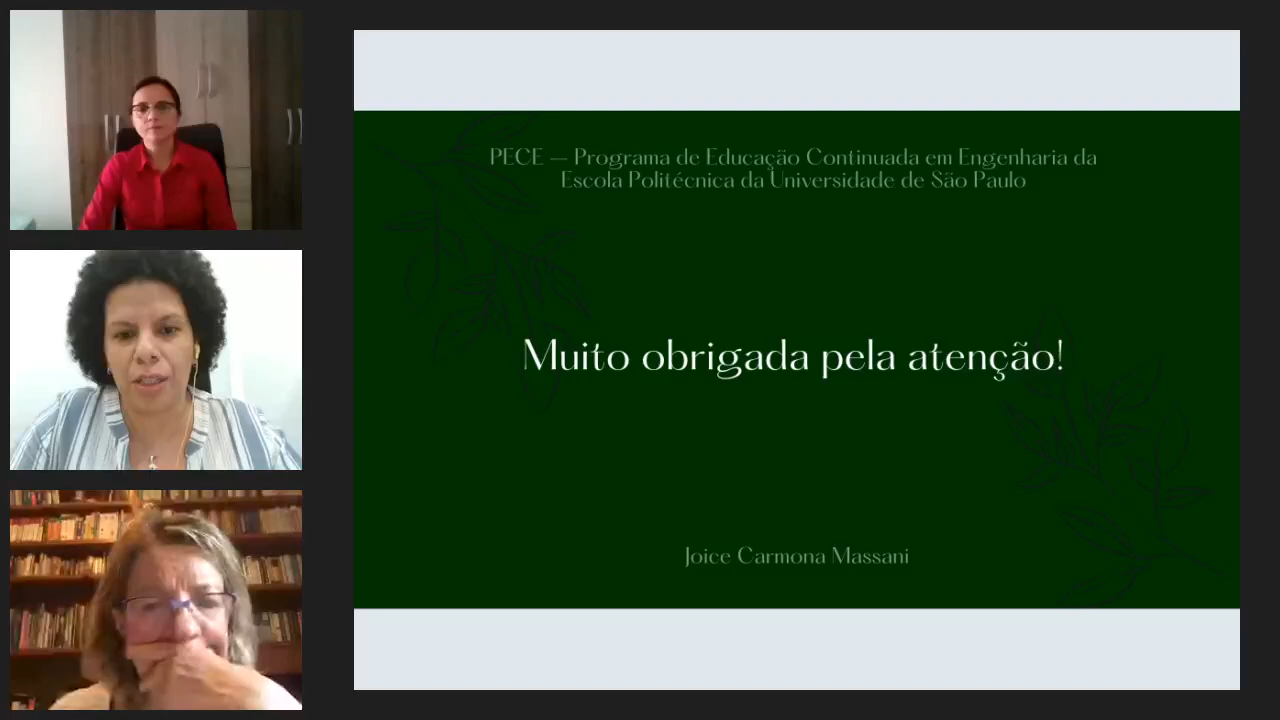 PECE — Programa de Educação Continuada em Engenharia da
Escola Politécnica da Universidade de São Paulo
Muito obrigada pela atenção!
Joice Carmona Massani